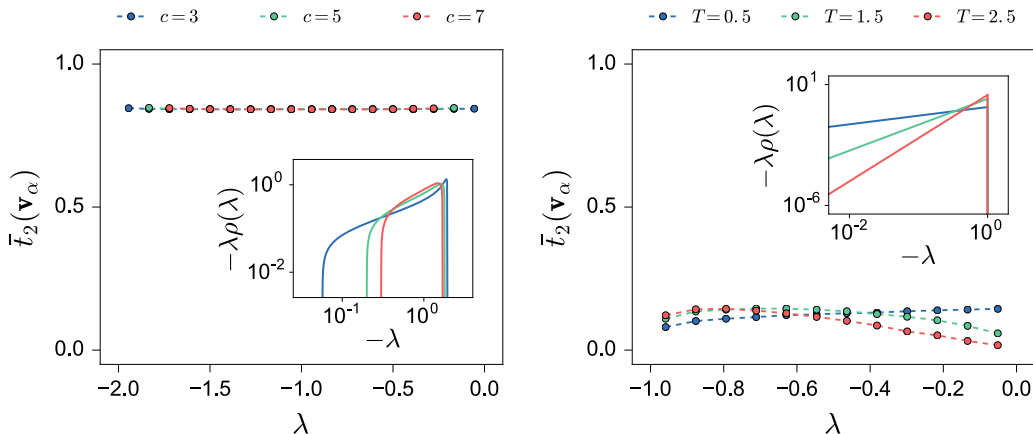 c = 3 c = 5 c = 7
1.0
0.5
0.0
t̄₂(v_α)
−2.0 −1.5 −1.0 −0.5 0.0
λ
−λρ(λ)
10⁰
10⁻²
10⁻¹ 10⁰
−λ
T = 0.5 T = 1.5 T = 2.5
1.0
0.5
0.0
t̄₂(v_α)
−1.0 −0.8 −0.6 −0.4 −0.2 0.0
λ
−λρ(λ)
10¹
10⁻⁶
10⁻² 10⁰
−λ